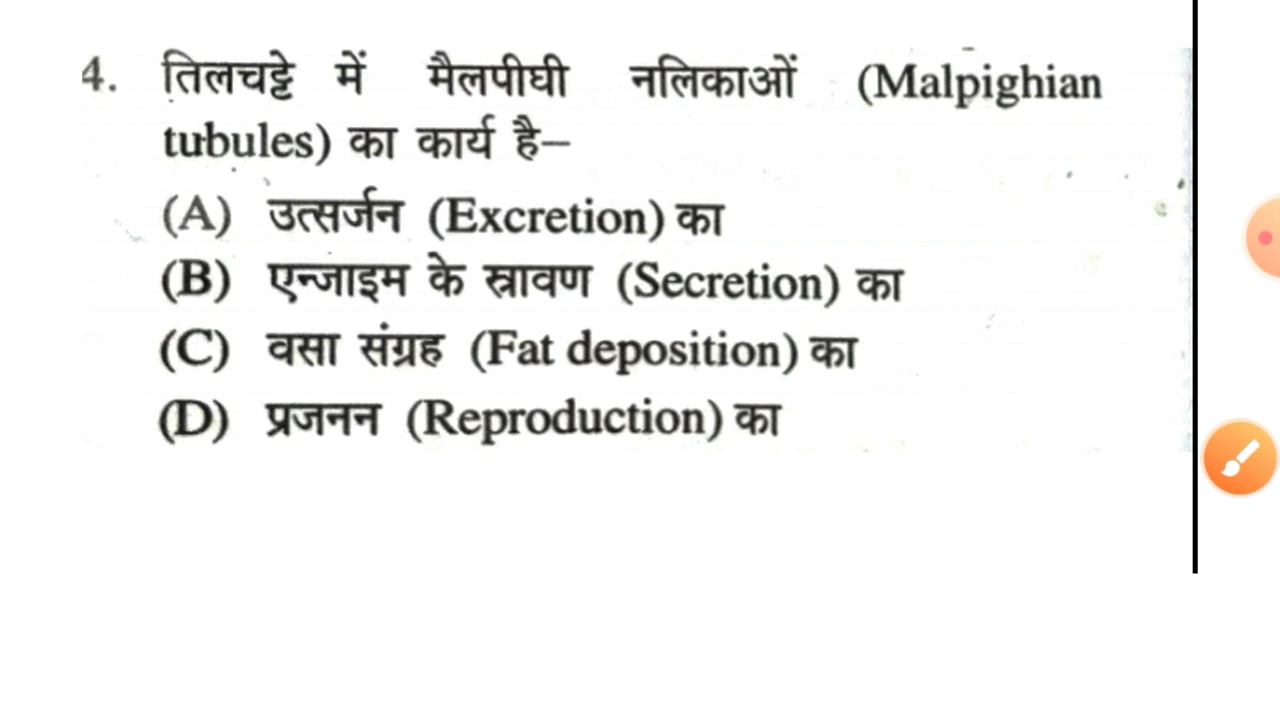 4. तिलचट्टे में मैलपीघी नलिकाओं (Malpighian
tubules) का कार्य है–
(A) उत्सर्जन (Excretion) का
(B) एन्जाइम के स्रावण (Secretion) का
(C) वसा संग्रह (Fat deposition) का
(D) प्रजनन (Reproduction) का